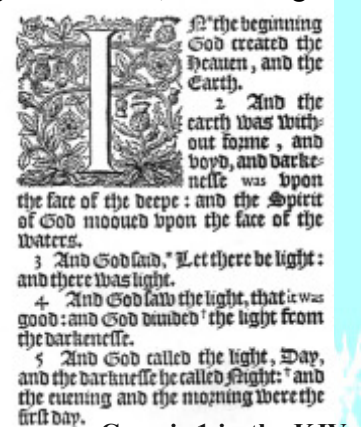 IN* the beginning
God created the
Heauen, and the
Earth.
2 And the
earth was with-
out forme, and
voyd, and darke-
nesse was vpon
the face of the deepe: and the Spirit
of God mooued vpon the face of the
waters.
3 And God said, * Let there be light:
and there was light.
4 And God saw the light, that it was
good: and God diuided † the light from
the darkenesse.
5 And God called the light, Day,
and the darknesse he called Night: † and
the euening and the morning were the
first day.